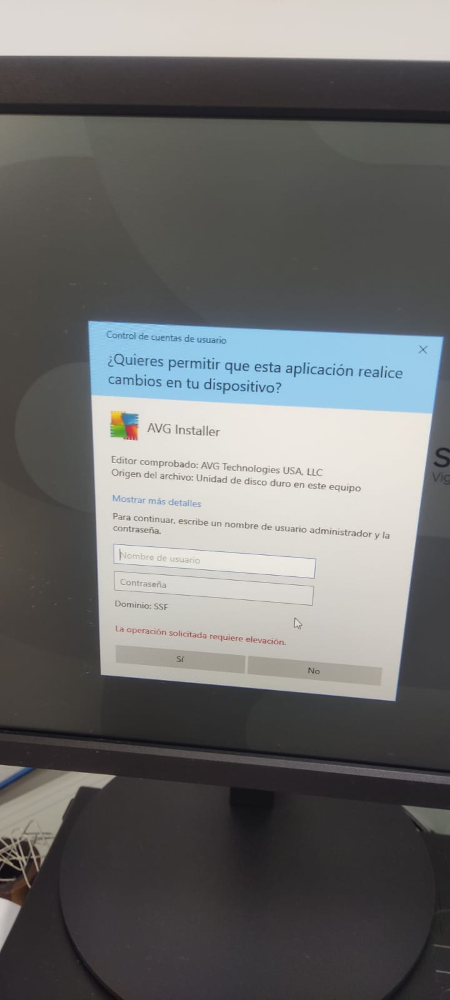 Control de cuentas de usuario
¿Quieres permitir que esta aplicación realice
cambios en tu dispositivo?
AVG Installer
Editor comprobado: AVG Technologies USA, LLC
Origen del archivo: Unidad de disco duro en este equipo
Mostrar más detalles
Para continuar, escribe un nombre de usuario administrador y la
contraseña.
Nombre de usuario
Contraseña
Dominio: SSF
La operación solicitada requiere elevación.
Sí
No